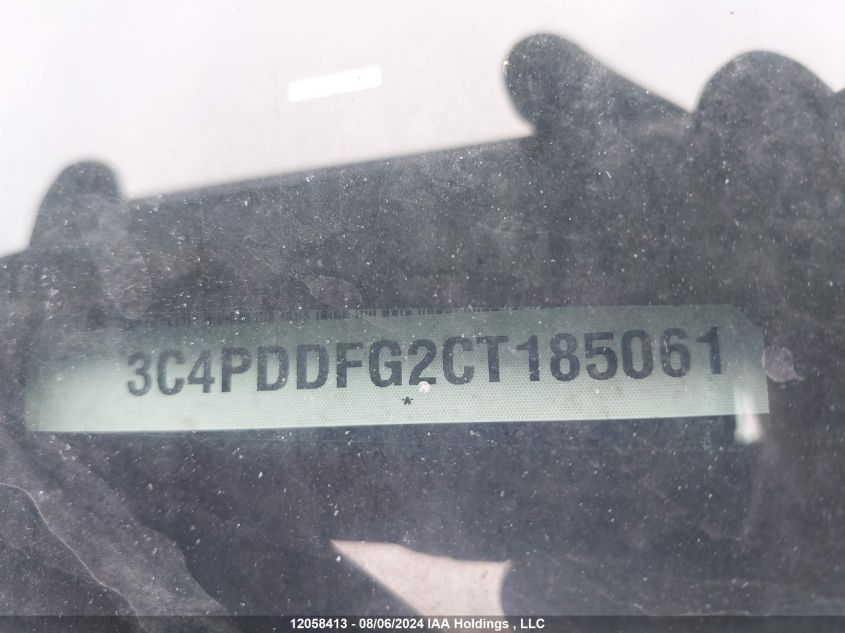 3C4PDDFG2CT185061
*
12058413 - 08/06/2024 IAA Holdings , LLC